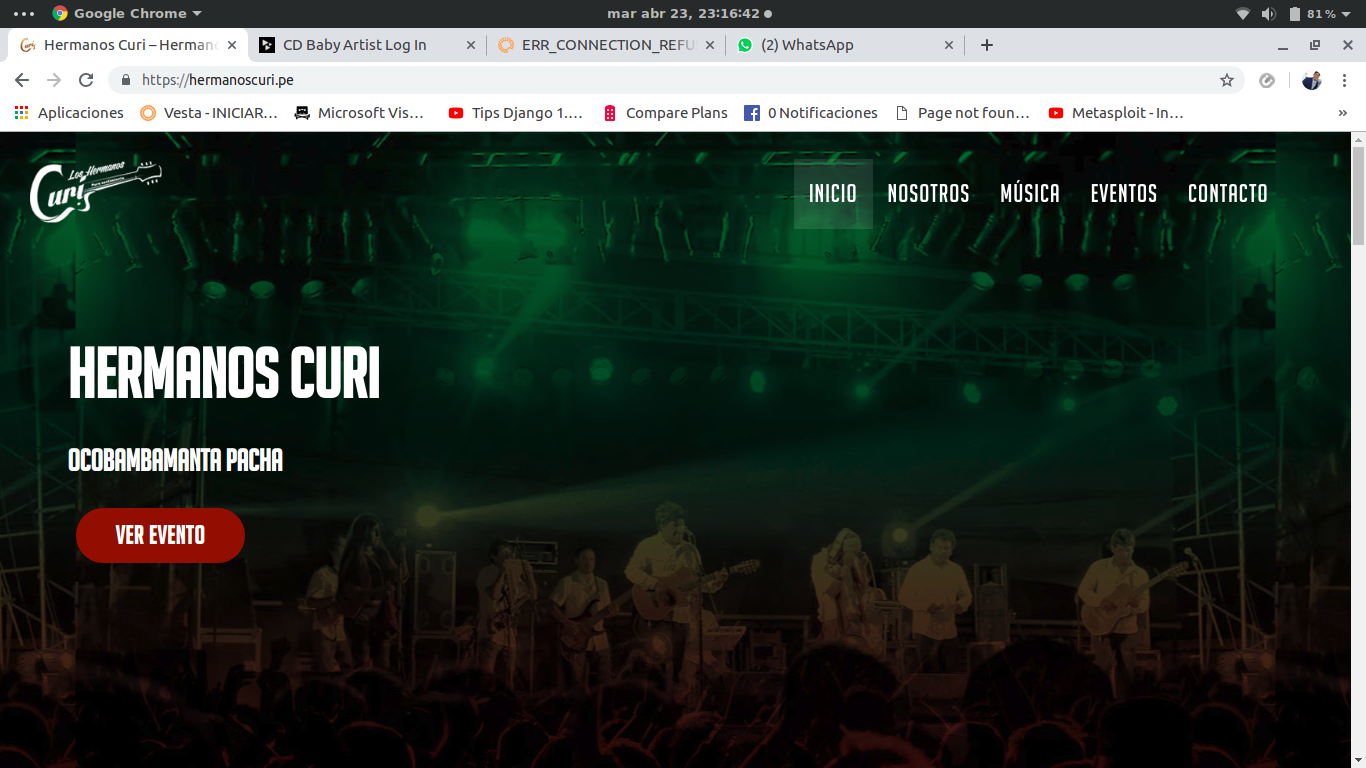 Google Chrome
mar abr 23, 23:16:42
81 %
Hermanos Curi – Herman
CD Baby Artist Log In
ERR_CONNECTION_REFU
(2) WhatsApp
https://hermanoscuri.pe
Aplicaciones
Vesta - INICIAR…
Microsoft Vis…
Tips Django 1.…
Compare Plans
0 Notificaciones
Page not foun…
Metasploit - In…
»
Los Hermanos
Curi
INICIO
NOSOTROS
MÚSICA
EVENTOS
CONTACTO
HERMANOS CURI
OCOBAMBAMANTA PACHA
VER EVENTO